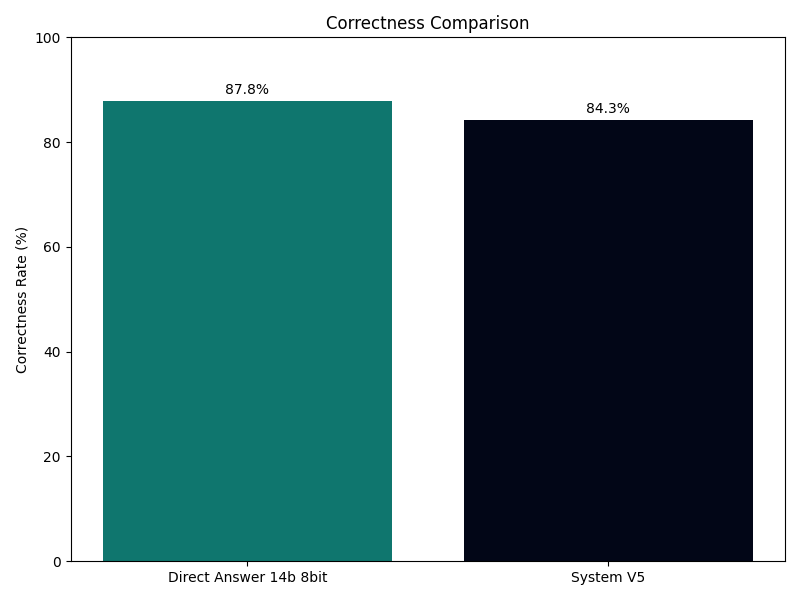 Correctness Comparison
Correctness Rate (%)
100
80
60
40
20
0
87.8%
84.3%
Direct Answer 14b 8bit
System V5